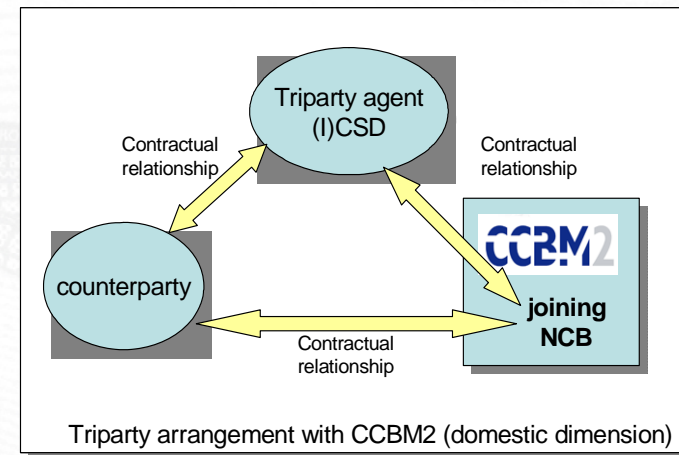 Triparty agent
(I)CSD
Contractual
relationship
Contractual
relationship
CCBM2
counterparty
joining
NCB
Contractual
relationship
Triparty arrangement with CCBM2 (domestic dimension)